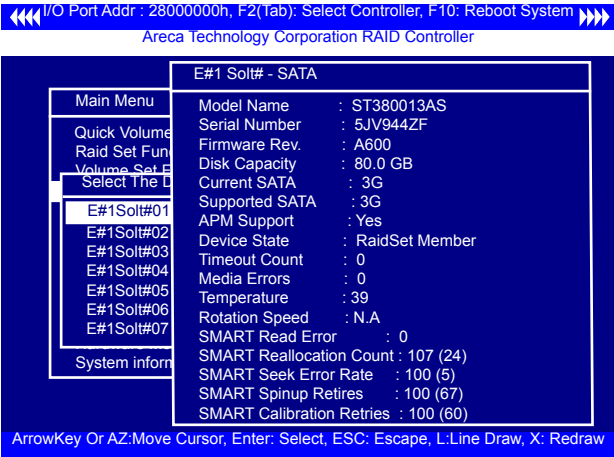 I/O Port Addr : 28000000h, F2(Tab): Select Controller, F10: Reboot System
Areca Technology Corporation RAID Controller
E#1 Solt# - SATA
Main Menu
Quick Volume
Raid Set Fun
Volume Set F
Select The D
E#1Solt#01
E#1Solt#02
E#1Solt#03
E#1Solt#04
E#1Solt#05
E#1Solt#06
E#1Solt#07
System inforn
Model Name : ST380013AS
Serial Number : 5JV944ZF
Firmware Rev. : A600
Disk Capacity : 80.0 GB
Current SATA : 3G
Supported SATA : 3G
APM Support : Yes
Device State : RaidSet Member
Timeout Count : 0
Media Errors : 0
Temperature : 39
Rotation Speed : N.A
SMART Read Error : 0
SMART Reallocation Count : 107 (24)
SMART Seek Error Rate : 100 (5)
SMART Spinup Retires : 100 (67)
SMART Calibration Retries : 100 (60)
ArrowKey Or AZ:Move Cursor, Enter: Select, ESC: Escape, L:Line Draw, X: Redraw